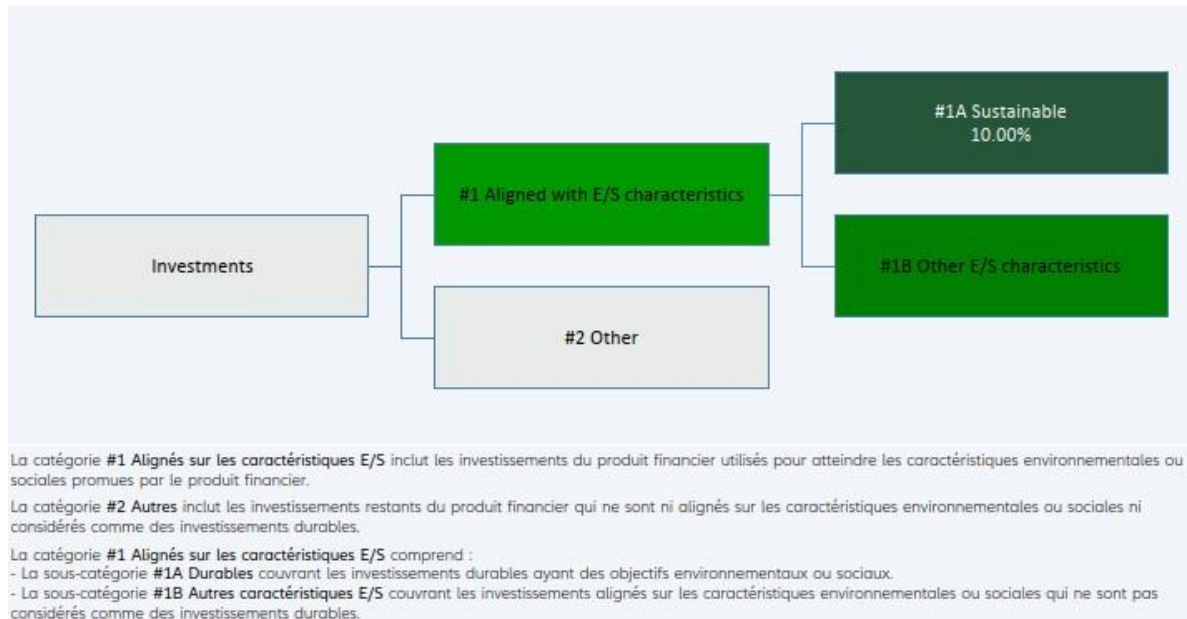 #1A Sustainable
10.00%
#1 Aligned with E/S characteristics
Investments
#1B Other E/S characteristics
#2 Other
La catégorie #1 Alignés sur les caractéristiques E/S inclut les investissements du produit financier utilisés pour atteindre les caractéristiques environnementales ou
sociales promues par le produit financier.
La catégorie #2 Autres inclut les investissements restants du produit financier qui ne sont ni alignés sur les caractéristiques environnementales ou sociales ni
considérés comme des investissements durables.
La catégorie #1 Alignés sur les caractéristiques E/S comprend :
- La sous-catégorie #1A Durables couvrant les investissements durables ayant des objectifs environnementaux ou sociaux.
- La sous-catégorie #1B Autres caractéristiques E/S couvrant les investissements alignés sur les caractéristiques environnementales ou sociales qui ne sont pas
considérés comme des investissements durables.